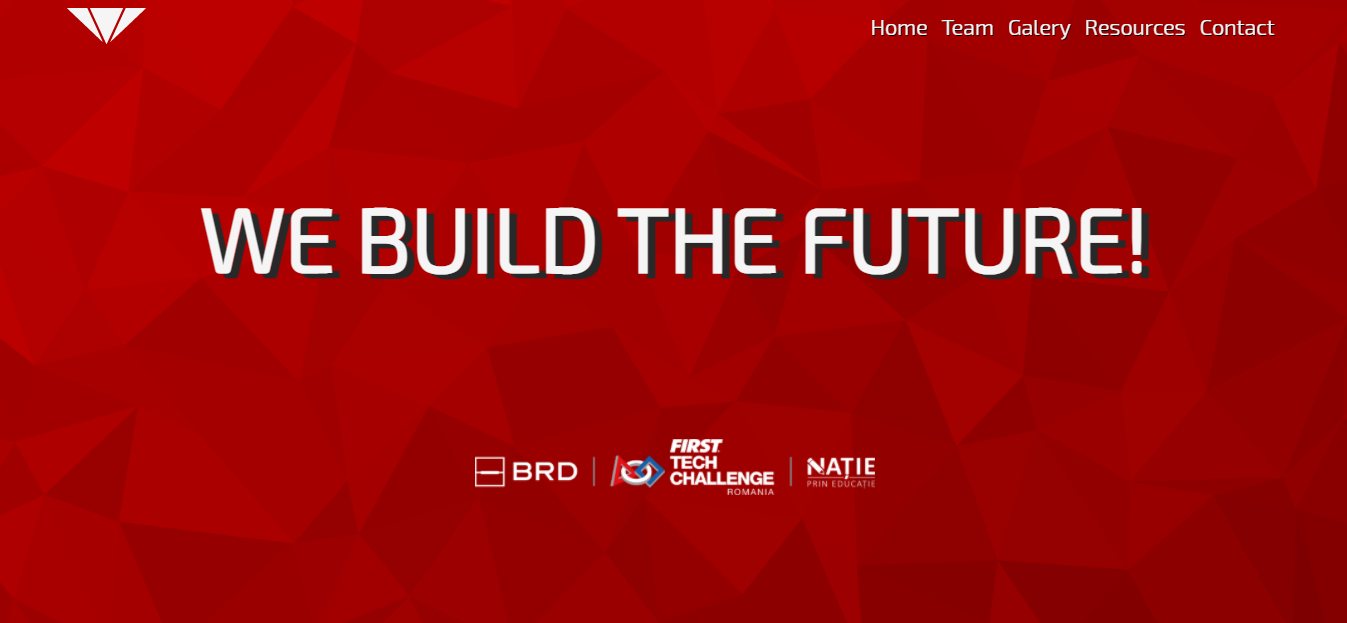 Home Team Galery Resources Contact
WE BUILD THE FUTURE!
BRD
FIRST
TECH
CHALLENGE
ROMANIA
NAȚIE
PRIN EDUCAȚIE